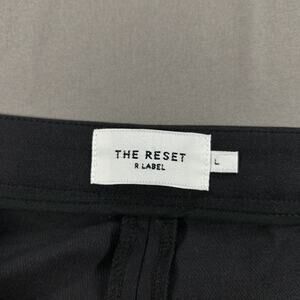 THE RESET
R LABEL
L